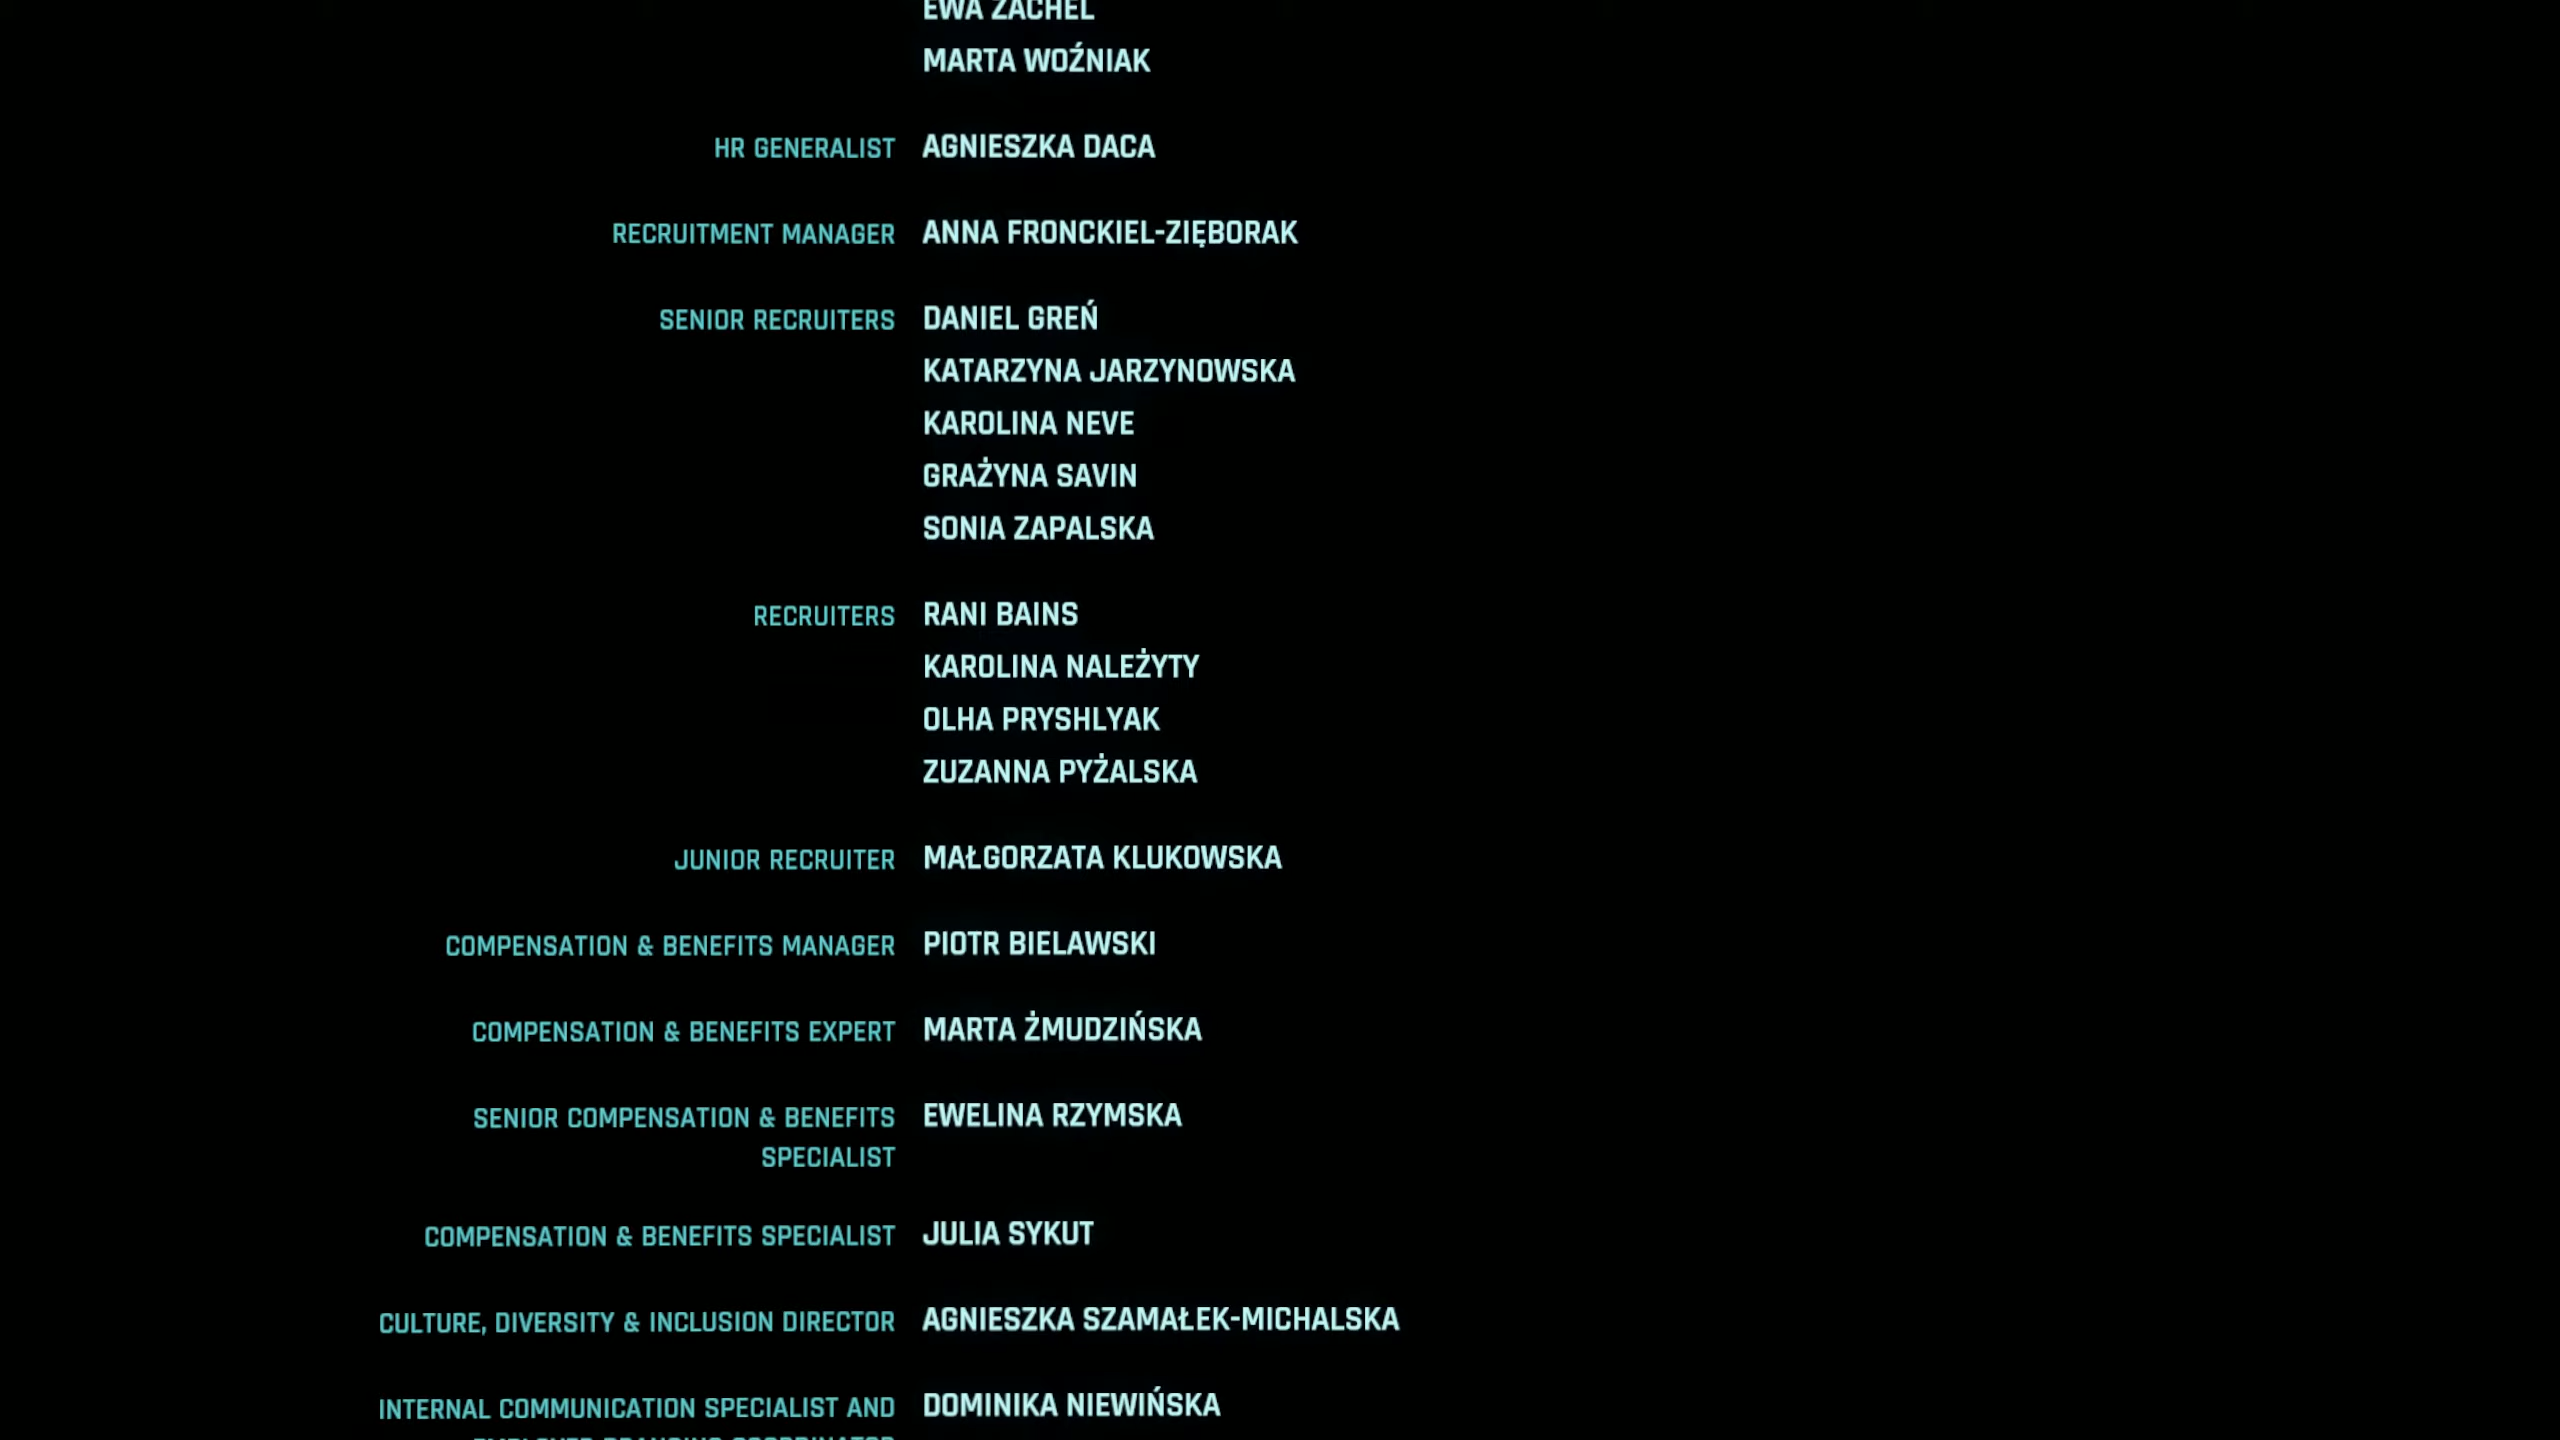 EWA ZACHEL
MARTA WOŹNIAK
HR GENERALIST AGNIESZKA DACA
RECRUITMENT MANAGER ANNA FRONCKIEL-ZIĘBORAK
SENIOR RECRUITERS DANIEL GREŃ
KATARZYNA JARZYNOWSKA
KAROLINA NEVE
GRAŻYNA SAVIN
SONIA ZAPALSKA
RECRUITERS RANI BAINS
KAROLINA NALEŻYTY
OLHA PRYSHLYAK
ZUZANNA PYŻALSKA
JUNIOR RECRUITER MAŁGORZATA KLUKOWSKA
COMPENSATION & BENEFITS MANAGER PIOTR BIELAWSKI
COMPENSATION & BENEFITS EXPERT MARTA ŻMUDZIŃSKA
SENIOR COMPENSATION & BENEFITS EWELINA RZYMSKA
SPECIALIST
COMPENSATION & BENEFITS SPECIALIST JULIA SYKUT
CULTURE, DIVERSITY & INCLUSION DIRECTOR AGNIESZKA SZAMAŁEK-MICHALSKA
INTERNAL COMMUNICATION SPECIALIST AND DOMINIKA NIEWIŃSKA